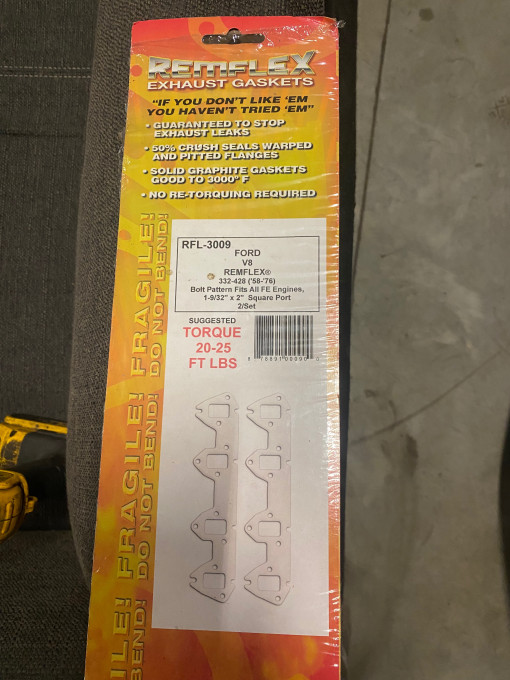 REMFLEX
EXHAUST GASKETS
"IF YOU DON'T LIKE 'EM
YOU HAVEN'T TRIED 'EM"
• GUARANTEED TO STOP
EXHAUST LEAKS
• 50% CRUSH SEALS WARPED
AND PITTED FLANGES
• SOLID GRAPHITE GASKETS
GOOD TO 3000° F
• NO RE-TORQUING REQUIRED
RFL-3009
FORD
V8
REMFLEX®
332-428 ('58-'76)
Bolt Pattern Fits All FE Engines,
1-9/32" x 2" Square Port
2/Set
SUGGESTED
TORQUE
20-25
FT LBS
FRAGILE!
DO NOT BEND!
FRAGILE!
DO NOT BEND!
ILE!
BEND!